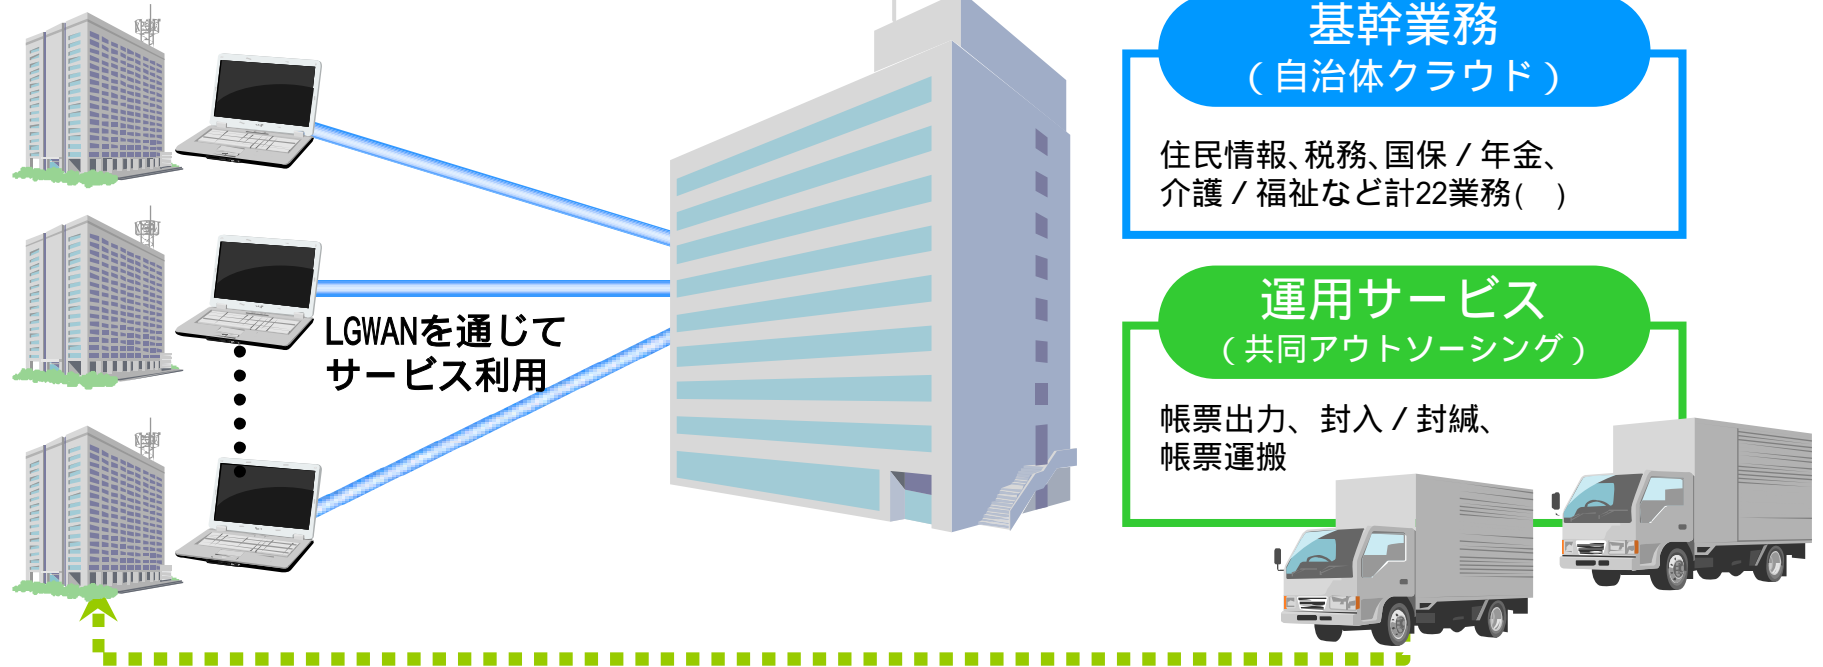 LGWANを通じて
サービス利用
基幹業務
（自治体クラウド）
住民情報、税務、国保／年金、
介護／福祉など計22業務(　)
運用サービス
（共同アウトソーシング）
帳票出力、封入／封緘、
帳票運搬